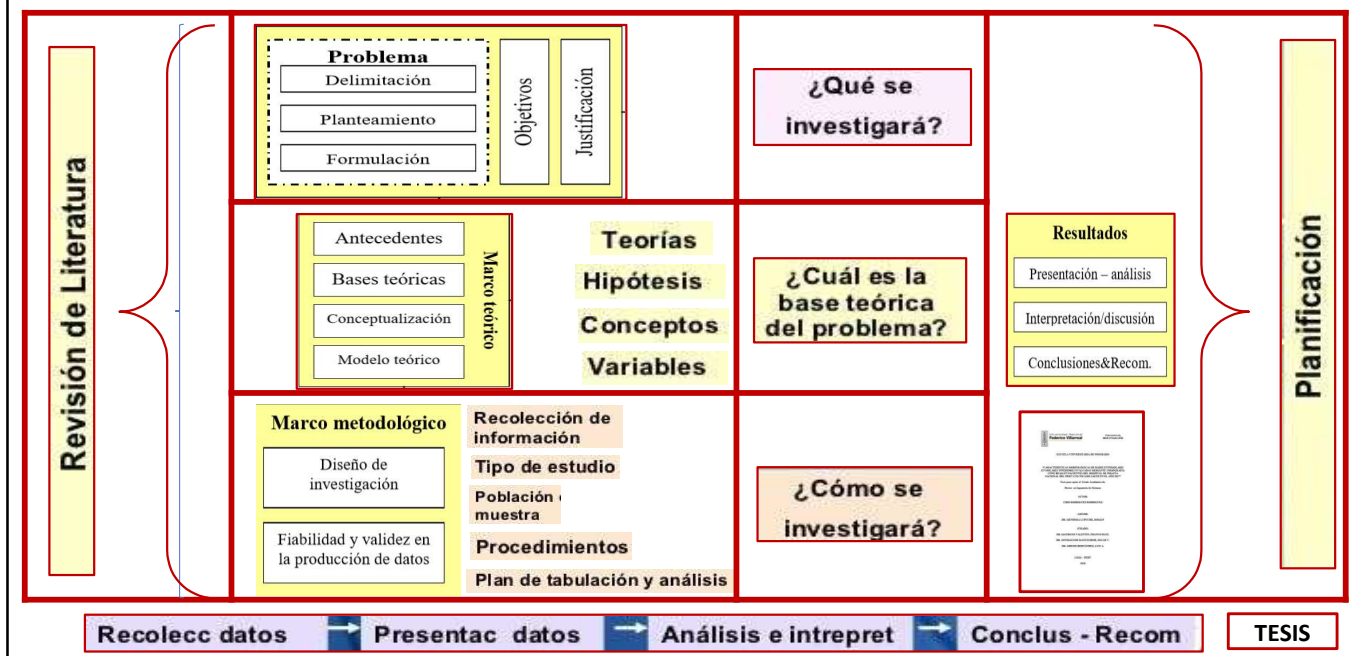 Revisión de Literatura
Problema
Delimitación
Planteamiento
Formulación
Objetivos
Justificación
¿Qué se
investigará?
Antecedentes
Bases teóricas
Conceptualización
Modelo teórico
Marco teórico
Teorías
Hipótesis
Conceptos
Variables
¿Cuál es la
base teórica
del problema?
Marco metodológico
Diseño de
investigación
Fiabilidad y validez en
la producción de datos
Recolección de
información
Tipo de estudio
Población
muestra
Procedimientos
Plan de tabulación y análisis
¿Cómo se
investigará?
Resultados
Presentación – análisis
Interpretación/discusión
Conclusiones&Recom.
Federico Villarreal
Planificación
Recolecc datos
Presentac datos
Análisis e intrepret
Conclus - Recom
TESIS